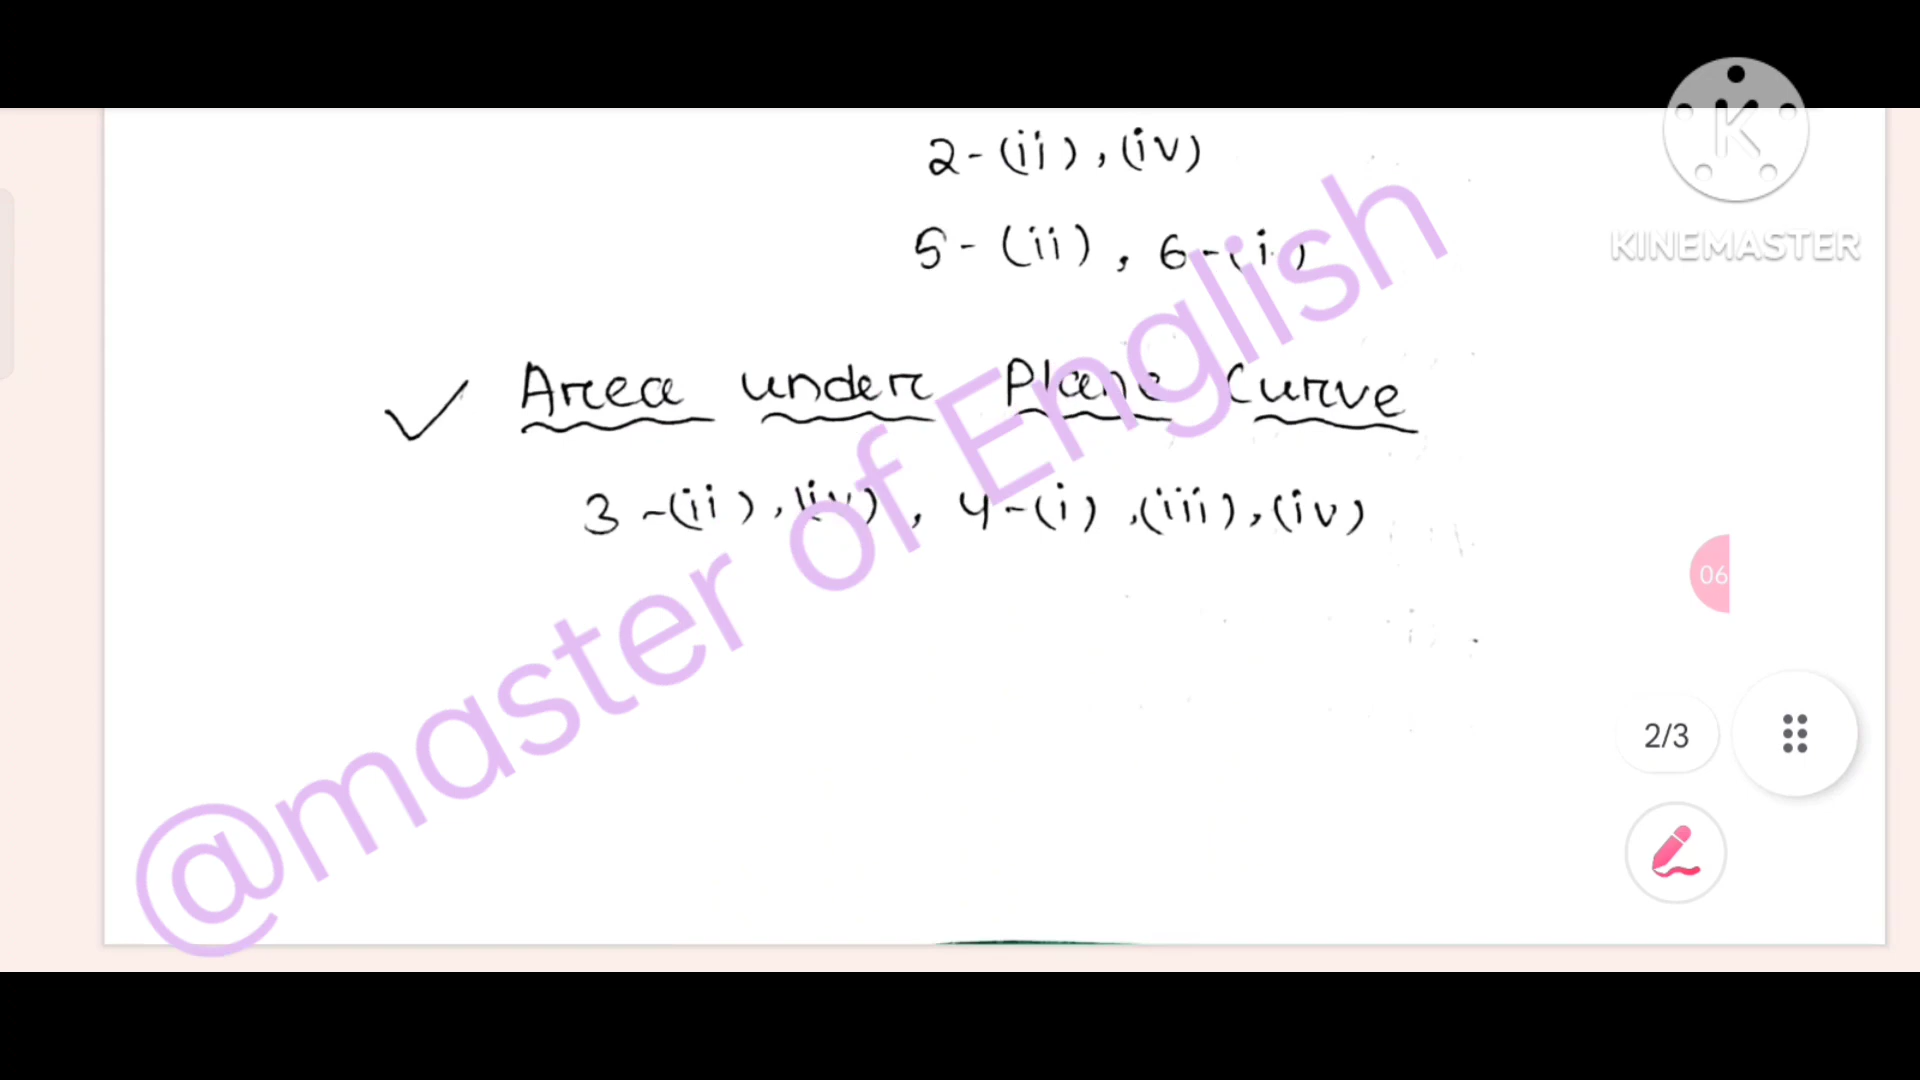 2-(ii),(iv)
KINEMASTER
5-(ii), 6-(i)
Area under Plane Curve
3-(ii),(iv), 4-(i),(iii),(iv)
@master of English
06
2/3